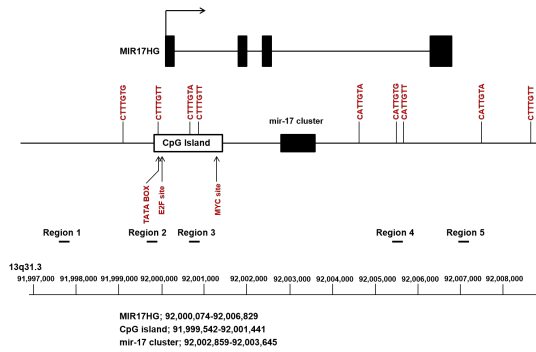 MIR17HG
CTTTGTG
CTTTGTT
CTTTGTA
CTTTGTT
CATTGTA
CATTGTG
CATTGTT
CATTGTA
CTTTGTT
mir-17 cluster
CpG Island
TATA BOX
E2F site
MYC site
Region 1
Region 2
Region 3
Region 4
Region 5
13q31.3
91,997,000 91,998,000 91,999,000 92,000,000 92,001,000 92,002,000 92,003,000 92,004,000 92,005,000 92,006,000 92,007,000 92,008,000
MIR17HG; 92,000,074-92,006,829
CpG island; 91,999,542-92,001,441
mir-17 cluster; 92,002,859-92,003,645